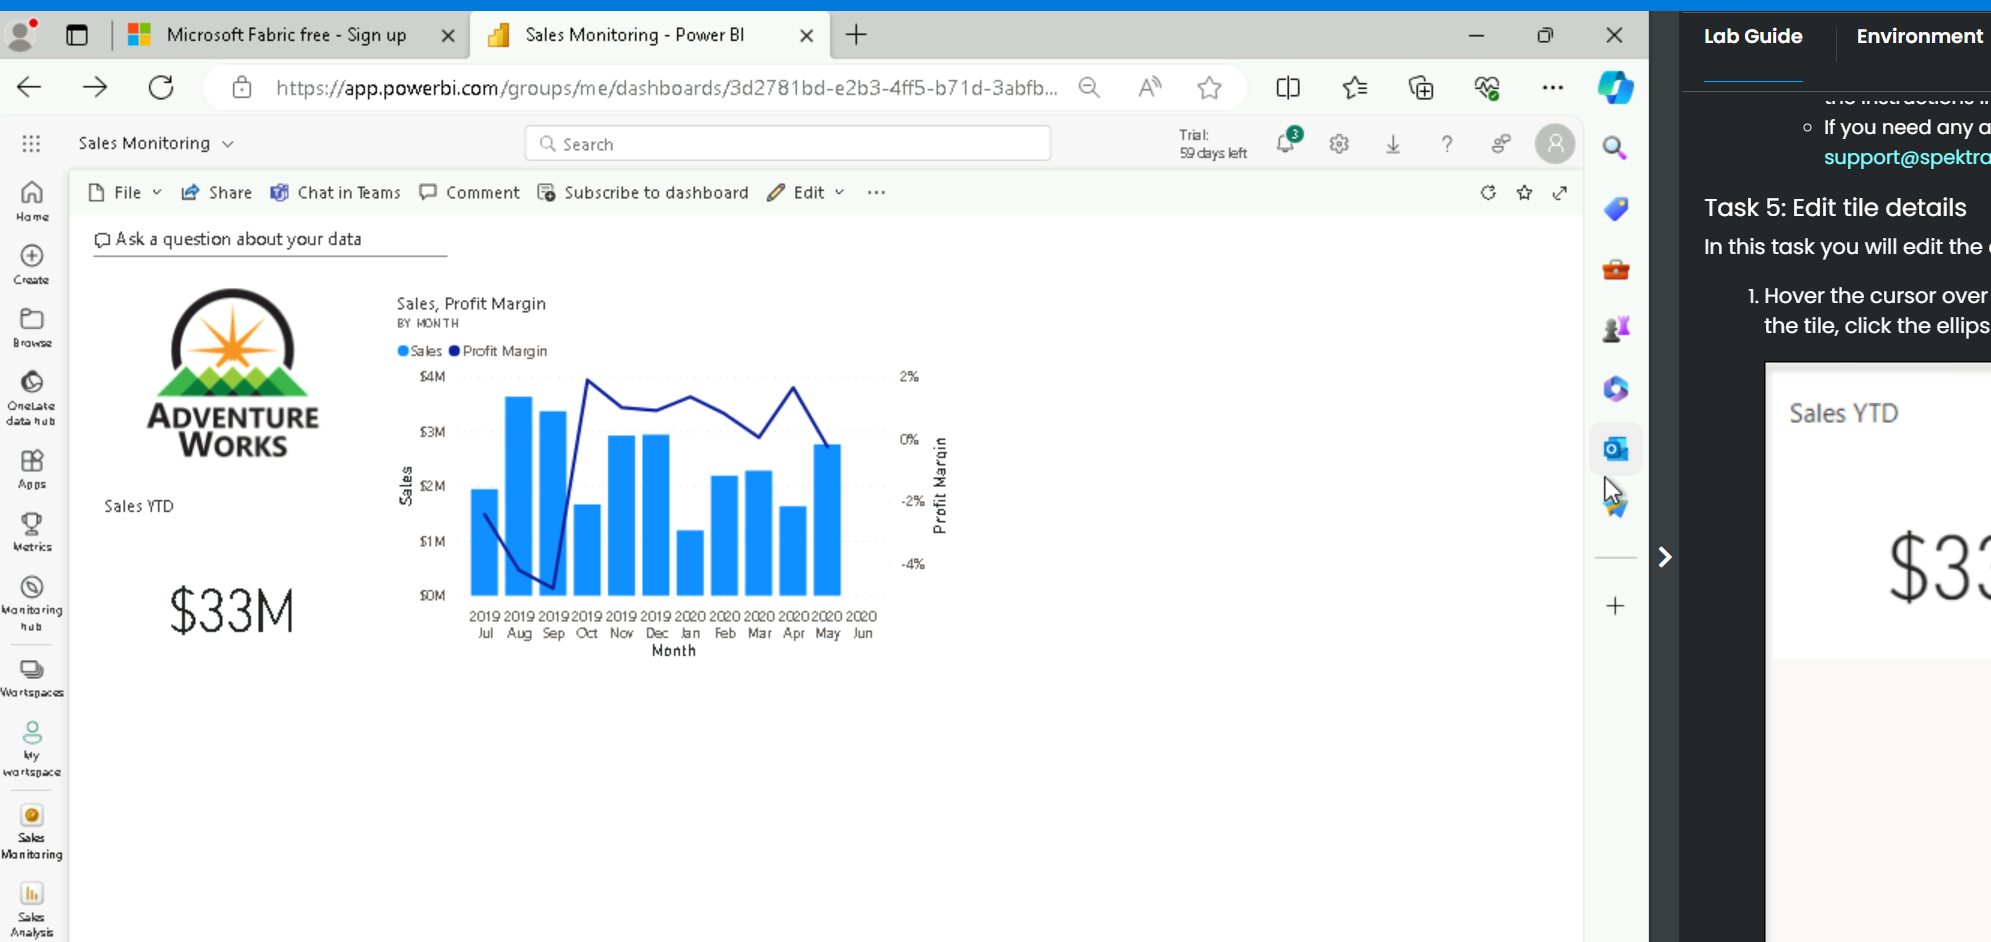 Microsoft Fabric free - Sign up
Sales Monitoring - Power BI
https://app.powerbi.com/groups/me/dashboards/3d2781bd-e2b3-4ff5-b71d-3abfb...
Sales Monitoring
Search
Trial:
59 days left
3
File
Share
Chat in Teams
Comment
Subscribe to dashboard
Edit
Ask a question about your data
Home
Create
Browse
OneLake
data hub
Apps
Metrics
Monitoring
hub
Workspaces
My
workspace
Sales
Monitoring
Sales
Analysis
ADVENTURE
WORKS
Sales YTD
$33M
Sales, Profit Margin
BY MONTH
Sales Profit Margin
$4M
$3M
$2M
$1M
$0M
Sales
2%
0%
-2%
-4%
Profit Margin
2019 2019 2019 2019 2019 2019 2020 2020 2020 2020 2020 2020
Jul Aug Sep Oct Nov Dec Jan Feb Mar Apr May Jun
Month
Lab Guide
Environment
If you need any a
support@spektra
Task 5: Edit tile details
In this task you will edit the
1. Hover the cursor over
the tile, click the ellips
Sales YTD
$33